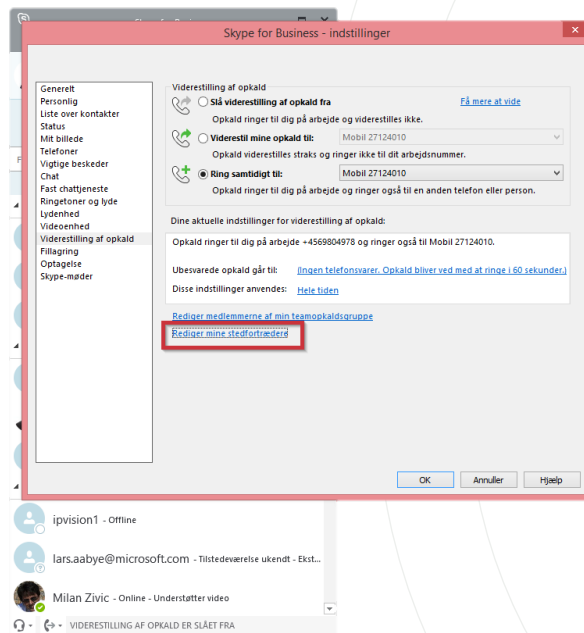 Skype for Business - indstillinger
Generelt
Personlig
Liste over kontakter
Status
Mit billede
Telefoner
Vigtige beskeder
Chat
Fast chattjeneste
Ringetoner og lyde
Lydenhed
Videoenhed
Viderestilling af opkald
Fillagring
Optagelse
Skype-møder
Viderestilling af opkald
Slå viderestilling af opkald fra
Få mere at vide
Opkald ringer til dig på arbejde og viderestilles ikke.
Viderestil mine opkald til:
Mobil 27124010
Opkald viderestilles straks og ringer ikke til dit arbejdsnummer.
Ring samtidigt til:
Mobil 27124010
Opkald ringer til dig på arbejde og ringer også til en anden telefon eller person.
Dine aktuelle indstillinger for viderestilling af opkald:
Opkald ringer til dig på arbejde +4569804978 og ringer også til Mobil 27124010.
Ubesvarede opkald går til: (Ingen telefonsvarer. Opkald bliver ved med at ringe i 60 sekunder.)
Disse indstillinger anvendes: Hele tiden
Rediger medlemmerne af min teamopkaldsgruppe
Rediger mine stedfortrædere
OK
Annuller
Hjælp
ipvision1 - Offline
lars.aabye@microsoft.com - Tilstedeværelse ukendt - Ekst...
Milan Zivic - Online - Understøtter video
VIDERESTILLING AF OPKALD ER SLÅET FRA